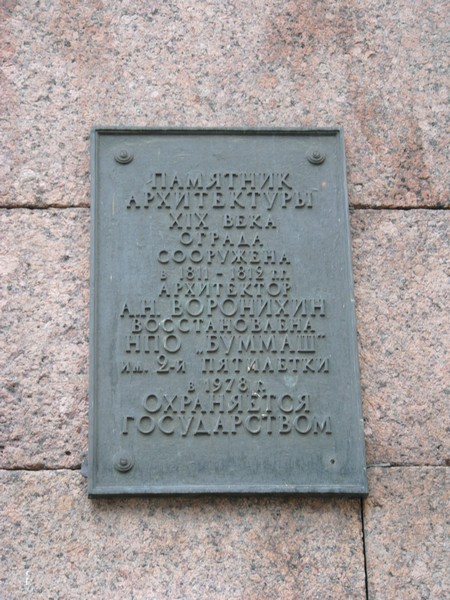 ПАМЯТНИК
АРХИТЕКТУРЫ
XIX ВЕКА
ОГРАДА
СООРУЖЕНА
в 1811 - 1812 г.г.
АРХИТЕКТОР
А.Н. ВОРОНИХИН
ВОССТАНОВЛЕНА
НПО „БУММАШ"
им. 2-я ПЯТИЛЕТКИ
в 1978 г.
ОХРАНЯЕТСЯ
ГОСУДАРСТВОМ